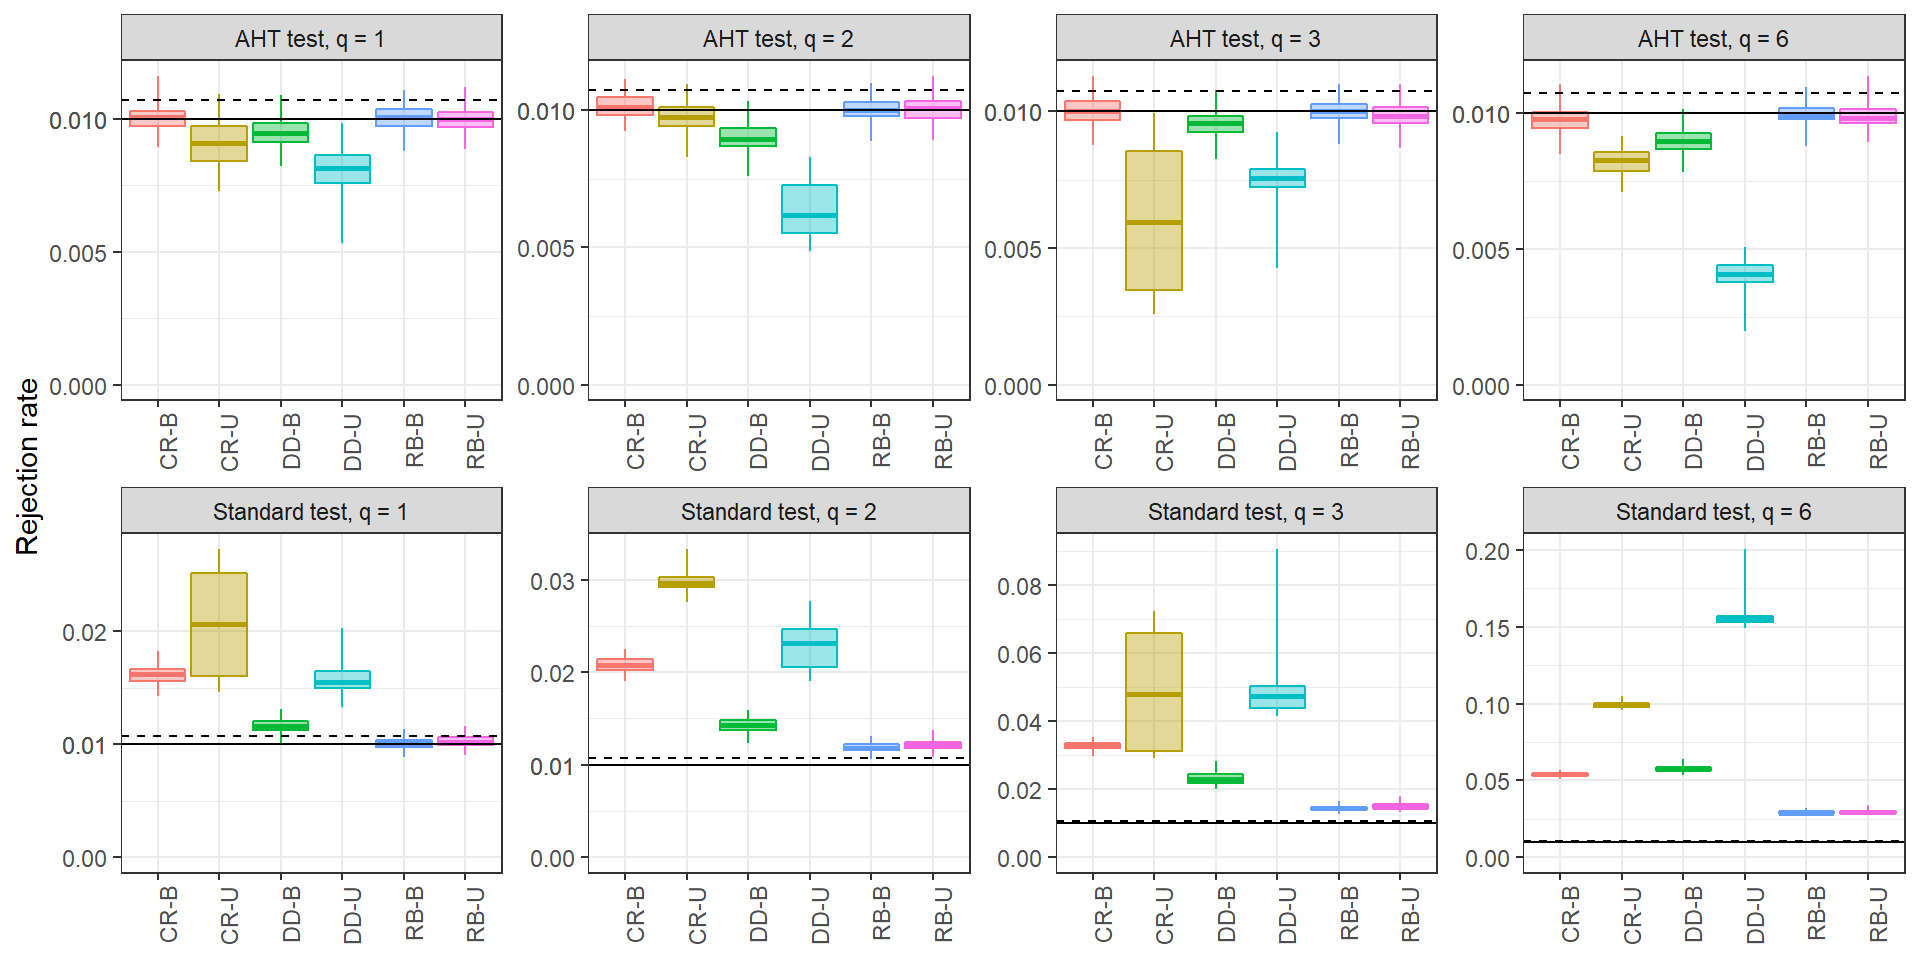 Rejection rate
AHT test, q = 1
0.010
0.005
0.000
CR-B CR-U DD-B DD-U RB-B RB-U
AHT test, q = 2
0.010
0.005
0.000
CR-B CR-U DD-B DD-U RB-B RB-U
AHT test, q = 3
0.010
0.005
0.000
CR-B CR-U DD-B DD-U RB-B RB-U
AHT test, q = 6
0.010
0.005
0.000
CR-B CR-U DD-B DD-U RB-B RB-U
Standard test, q = 1
0.02
0.01
0.00
CR-B CR-U DD-B DD-U RB-B RB-U
Standard test, q = 2
0.03
0.02
0.01
0.00
CR-B CR-U DD-B DD-U RB-B RB-U
Standard test, q = 3
0.08
0.06
0.04
0.02
0.00
CR-B CR-U DD-B DD-U RB-B RB-U
Standard test, q = 6
0.20
0.15
0.10
0.05
0.00
CR-B CR-U DD-B DD-U RB-B RB-U